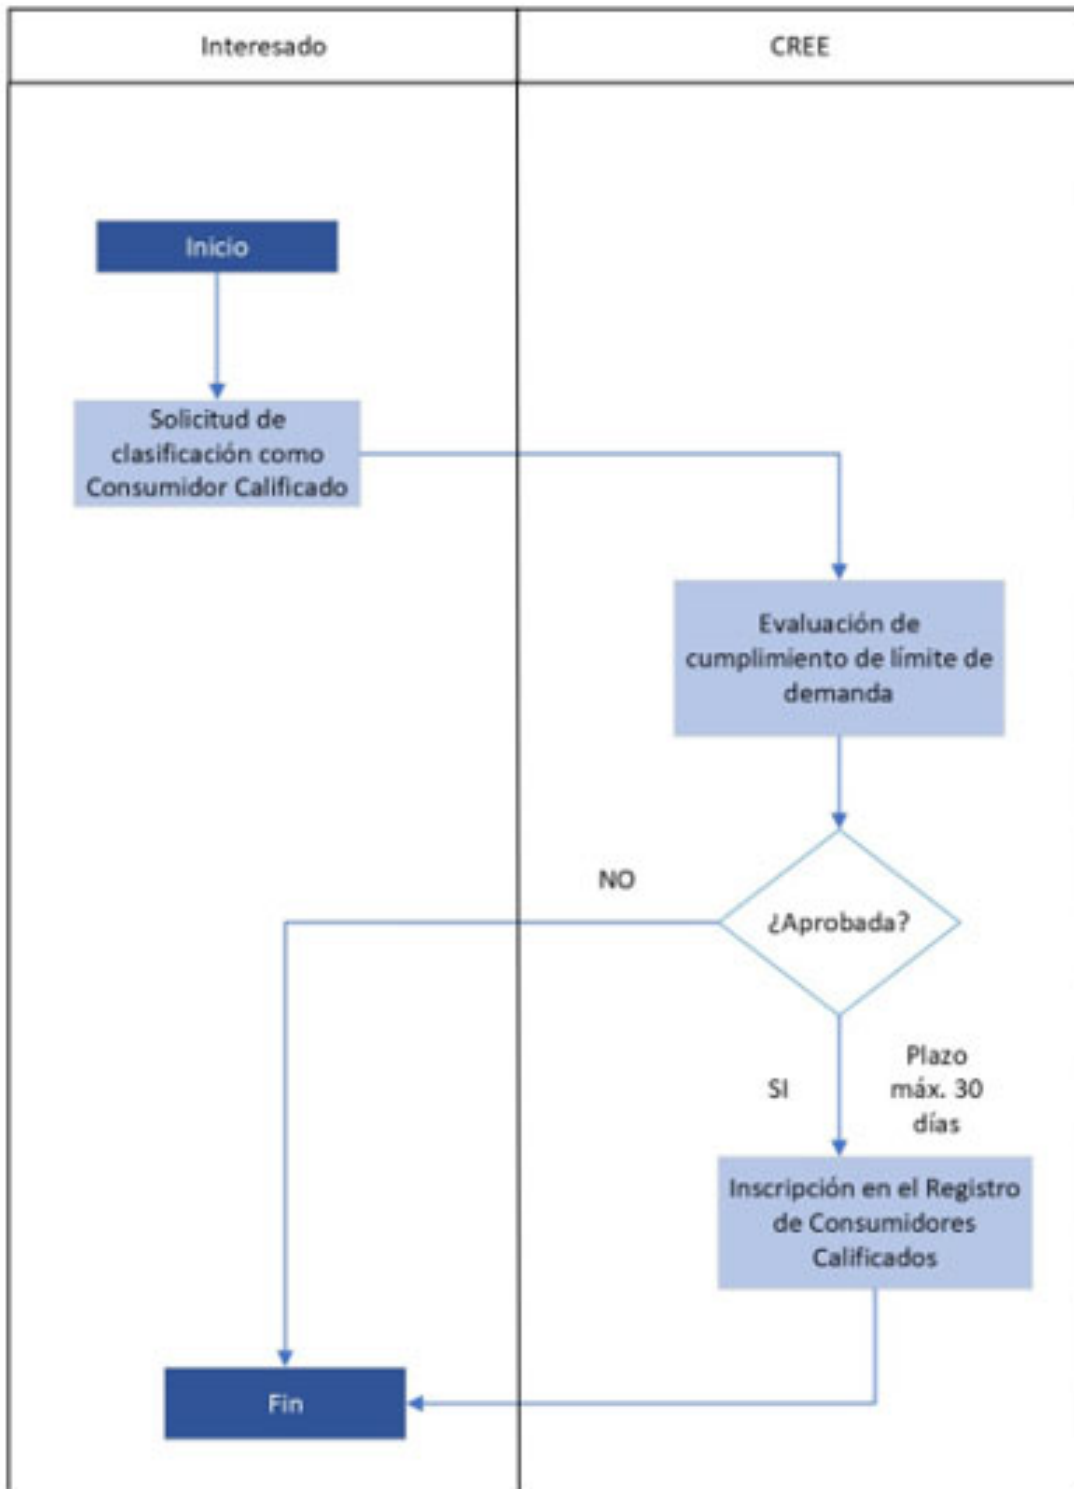 Interesado
CREE
Inicio
Solicitud de
clasificación como
Consumidor Calificado
Evaluación de
cumplimiento de límite de
demanda
NO
¿Aprobada?
SI
Plazo
máx. 30
días
Inscripción en el Registro
de Consumidores
Calificados
Fin